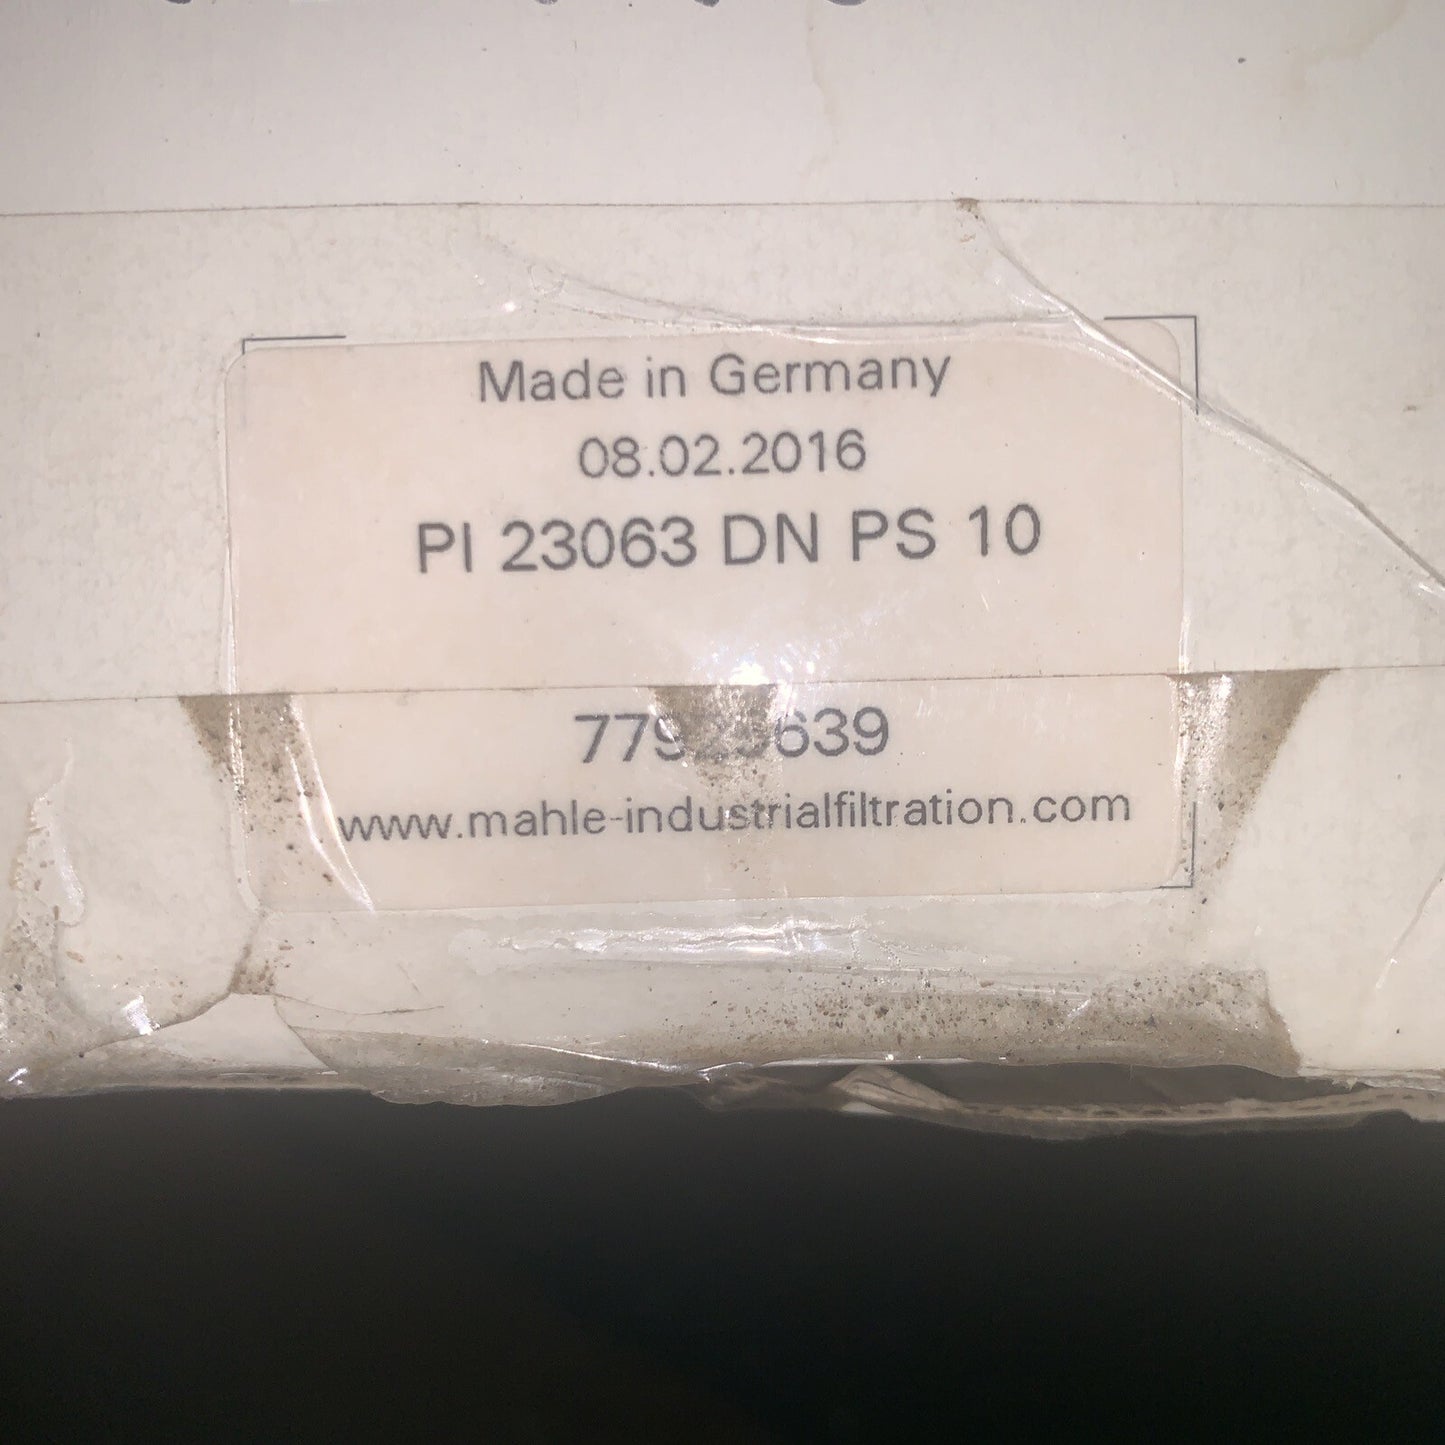 Made in Germany
08.02.2016
PI 23063 DN PS 10
www.mahle-industrialfiltration.com